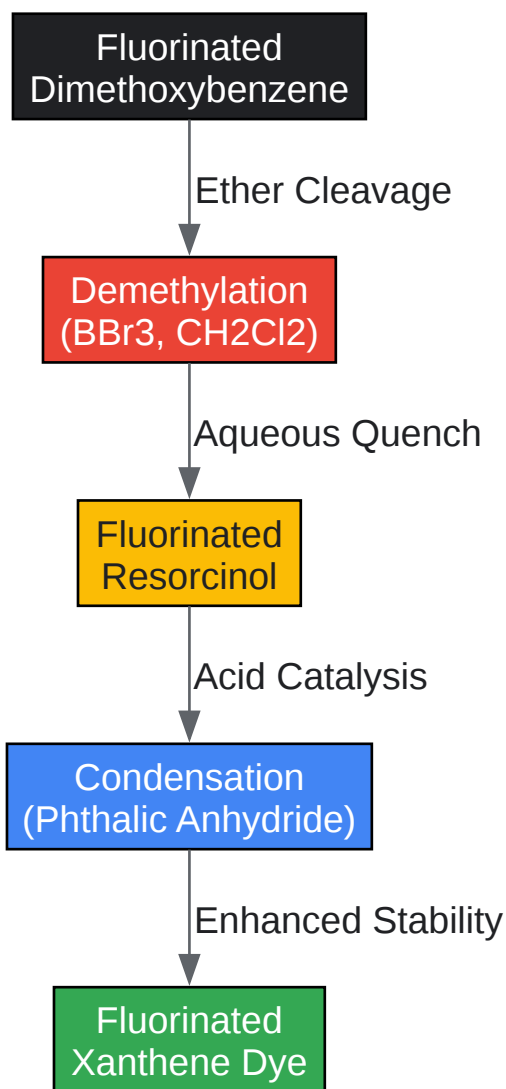 Fluorinated
Dimethoxybenzene
Ether Cleavage
Demethylation
(BBr3, CH2Cl2)
Aqueous Quench
Fluorinated
Resorcinol
Acid Catalysis
Condensation
(Phthalic Anhydride)
Enhanced Stability
Fluorinated
Xanthene Dye